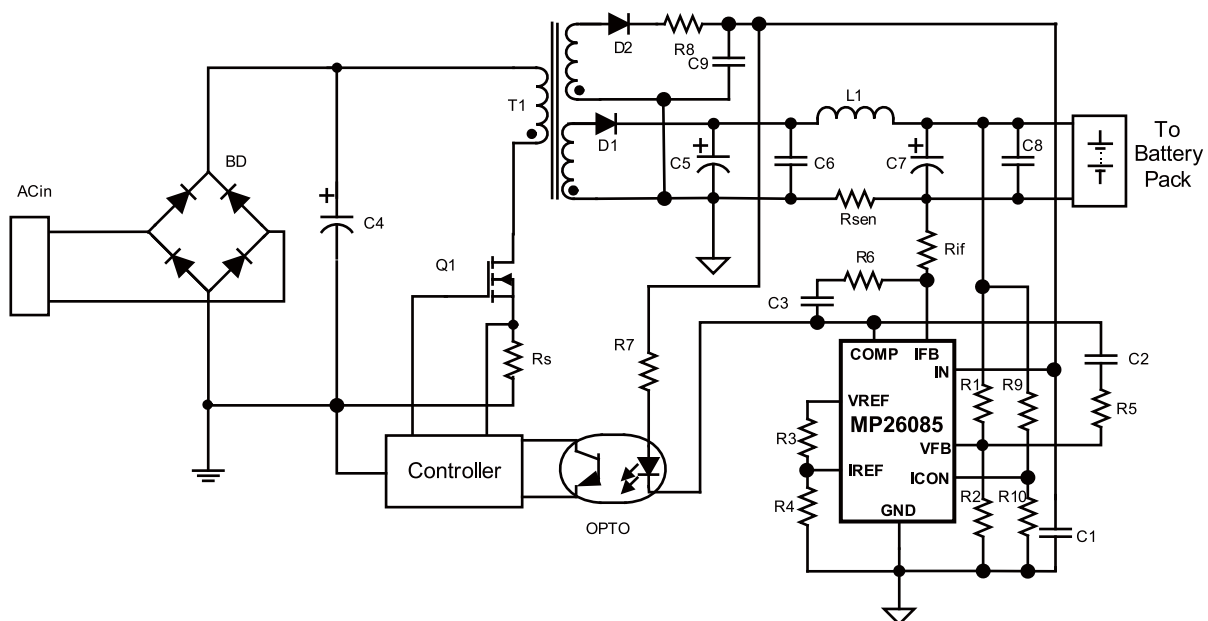 D2
R8
C9
T1
L1
D1
C5
C6
C7
C8
To
Battery
Pack
BD
ACin
C4
Rsen
Q1
Rif
R6
C3
Rs
R7
COMP
IFB
IN
C2
R1
R9
R5
VREF
MP26085
R3
VFB
IREF
ICON
Controller
R4
R2
R10
GND
OPTO
C1
+
+
+